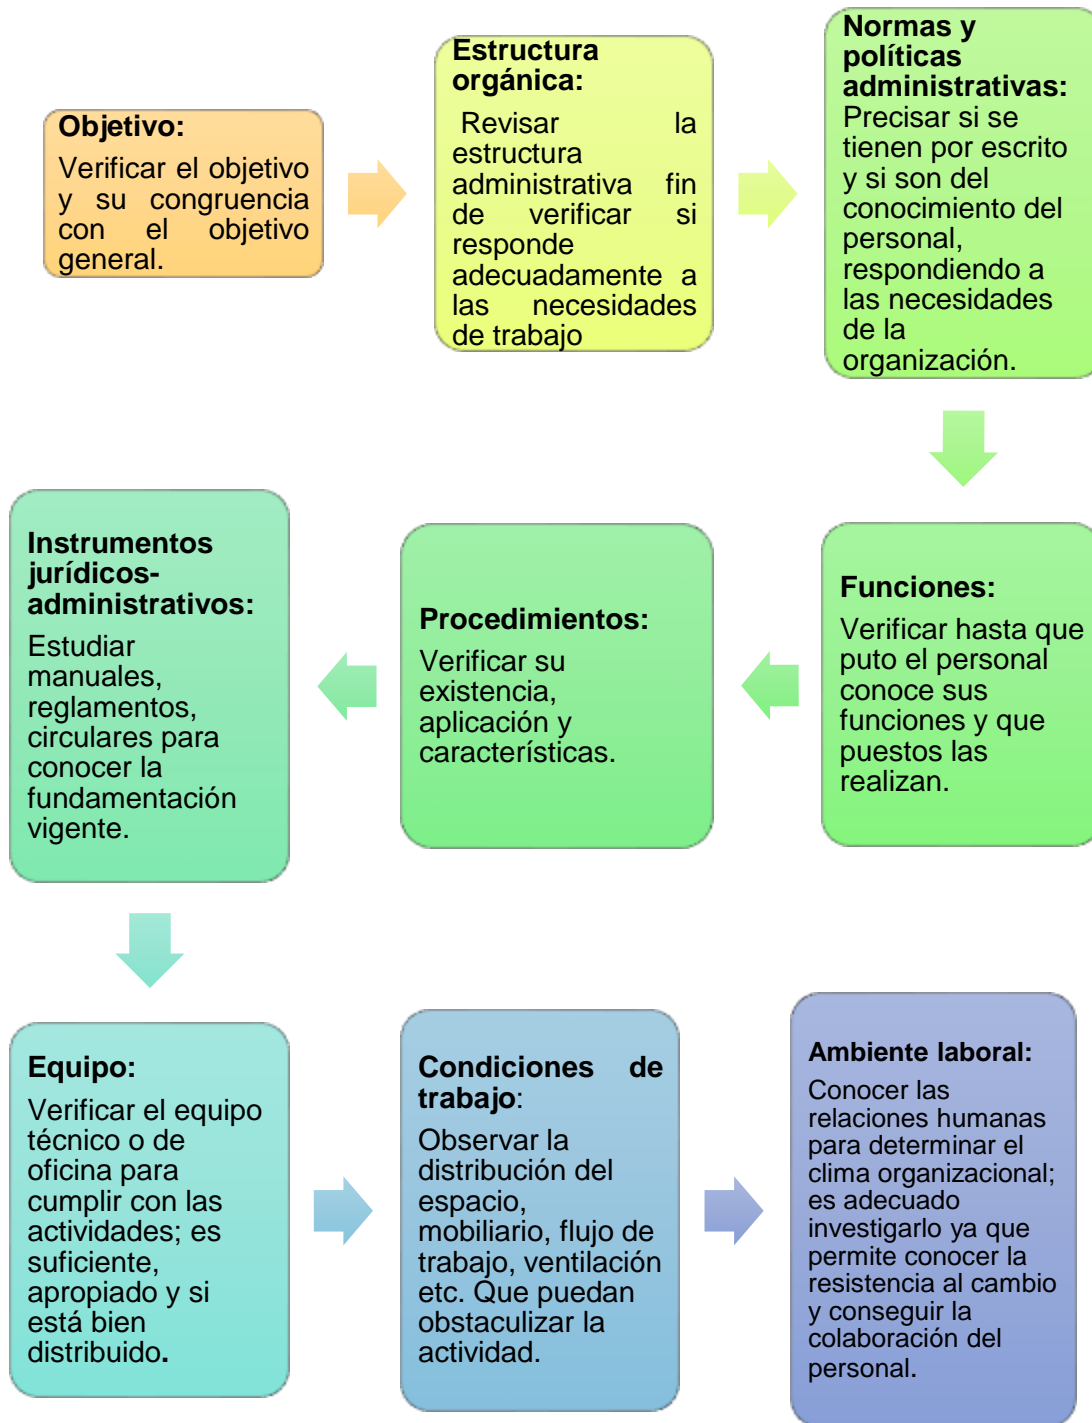 Objetivo:
Verificar el objetivo
y su congruencia
con el objetivo
general.
Estructura
orgánica:
Revisar la
estructura
administrativa fin
de verificar si
responde
adecuadamente a
las necesidades
de trabajo
Normas y
políticas
administrativas:
Precisar si se
tienen por escrito
y si son del
conocimiento del
personal,
respondiendo a
las necesidades
de la
organización.
Funciones:
Verificar hasta que
puto el personal
conoce sus
funciones y que
puestos las
realizan.
Procedimientos:
Verificar su
existencia,
aplicación y
características.
Instrumentos
jurídicos-
administrativos:
Estudiar
manuales,
reglamentos,
circulares para
conocer la
fundamentación
vigente.
Equipo:
Verificar el equipo
técnico o de
oficina para
cumplir con las
actividades; es
suficiente,
apropiado y si
está bien
distribuido.
Condiciones de
trabajo:
Observar la
distribución del
espacio,
mobiliario, flujo de
trabajo, ventilación
etc. Que puedan
obstaculizar la
actividad.
Ambiente laboral:
Conocer las
relaciones humanas
para determinar el
clima organizacional;
es adecuado
investigarlo ya que
permite conocer la
resistencia al cambio
y conseguir la
colaboración del
personal.